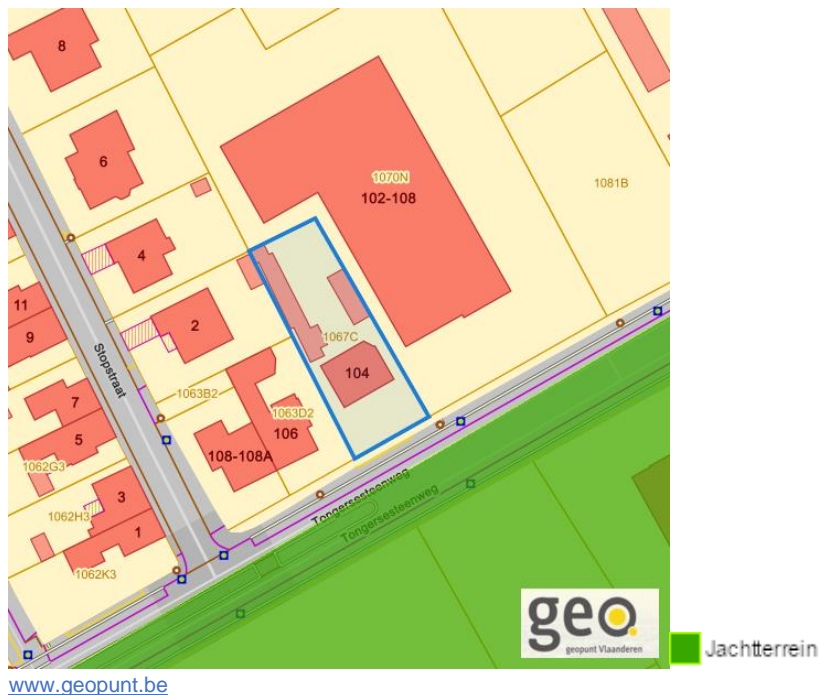 8
1070N
102-108
1081B
6
4
11
9
2
1067C
104
Stopstraat
1063B2
7
5
1063D2
106
108-108A
1062G3
3
1062H3
1
1062K3
Tongersesteenweg
Tongersesteenweg
geo
geopunt Vlaanderen
Jachtterrein
www.geopunt.be